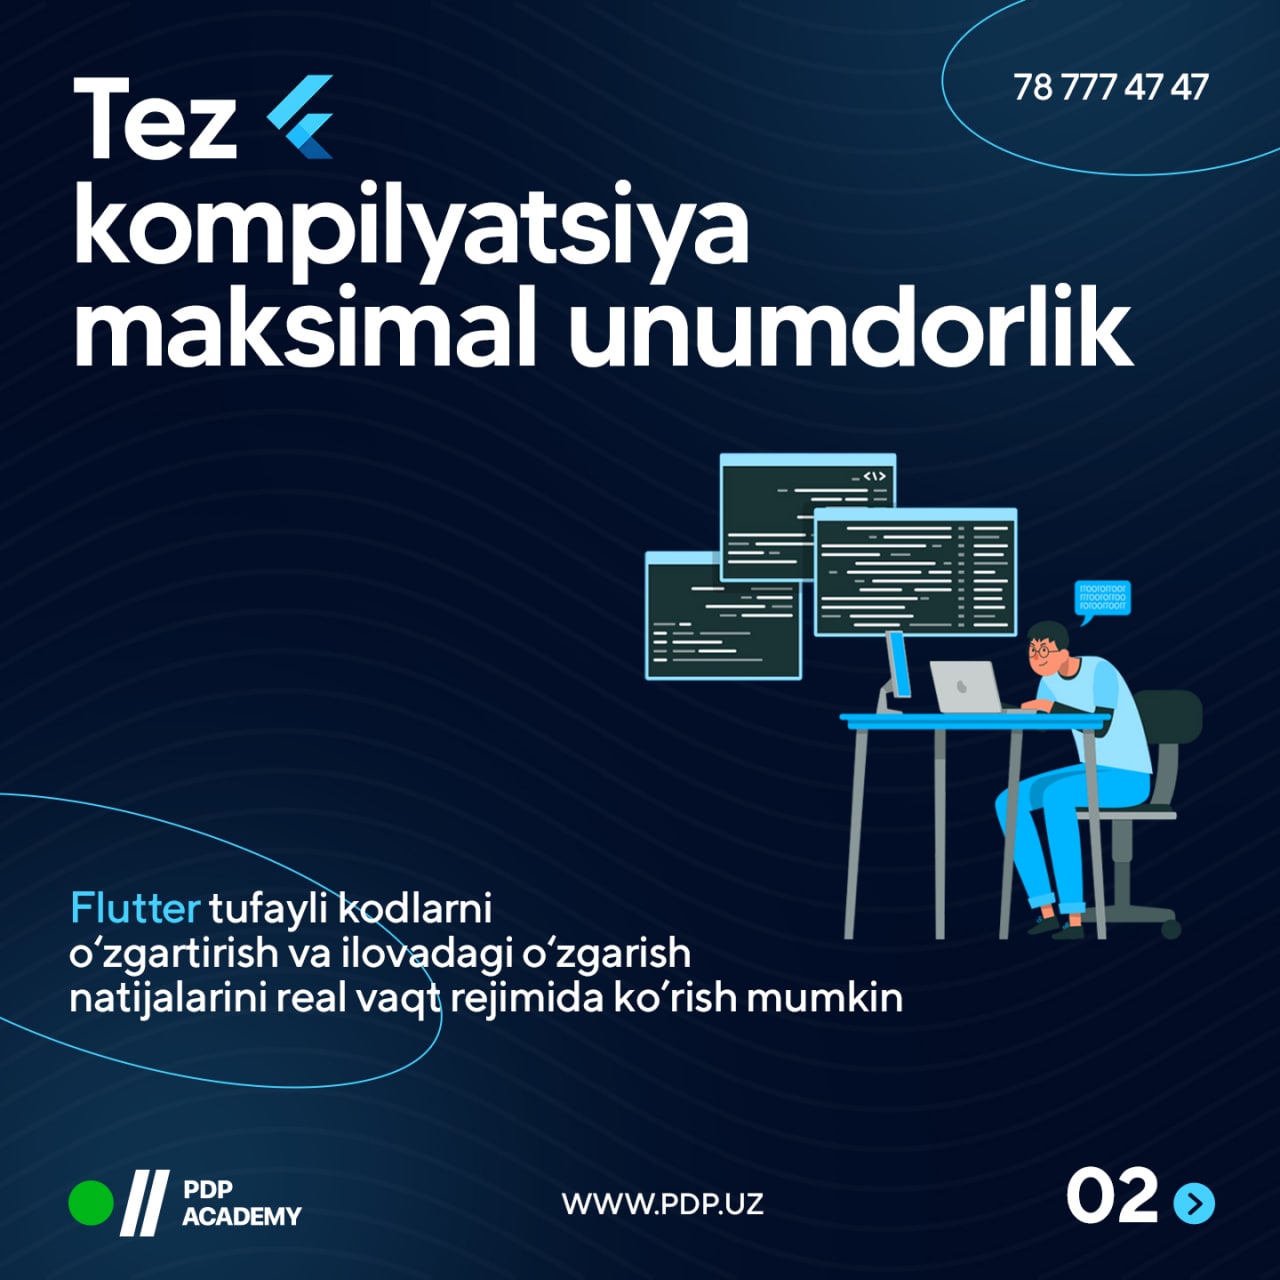 Tez
78 777 47 47
kompilyatsiya
maksimal unumdorlik
<\>
Flutter tufayli kodlarni
o‘zgartirish va ilovadagi o‘zgarish
natijalarini real vaqt rejimida ko’rish mumkin
PDP
ACADEMY
WWW.PDP.UZ
02